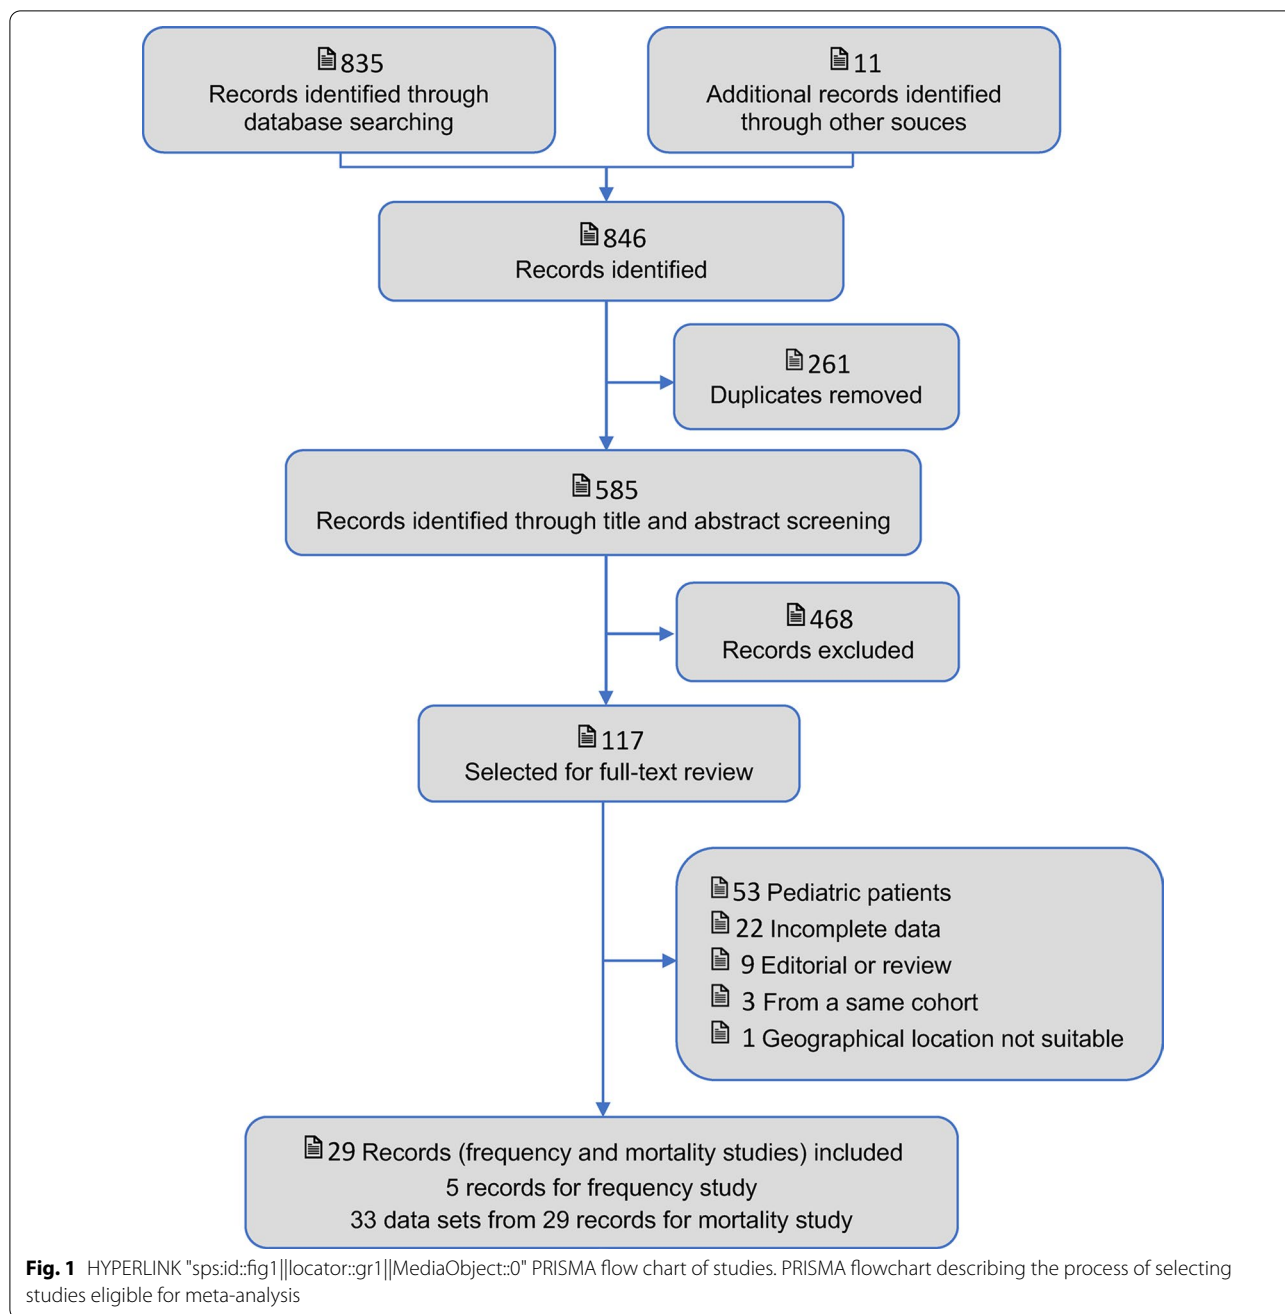 835
Records identified through
database searching
11
Additional records identified
through other souces
846
Records identified
261
Duplicates removed
585
Records identified through title and abstract screening
468
Records excluded
117
Selected for full-text review
53 Pediatric patients
22 Incomplete data
9 Editorial or review
3 From a same cohort
1 Geographical location not suitable
29 Records (frequency and mortality studies) included
5 records for frequency study
33 data sets from 29 records for mortality study
Fig. 1 HYPERLINK "sps:id::fig1||locator::gr1||MediaObject::0" PRISMA flow chart of studies. PRISMA flowchart describing the process of selecting
studies eligible for meta-analysis